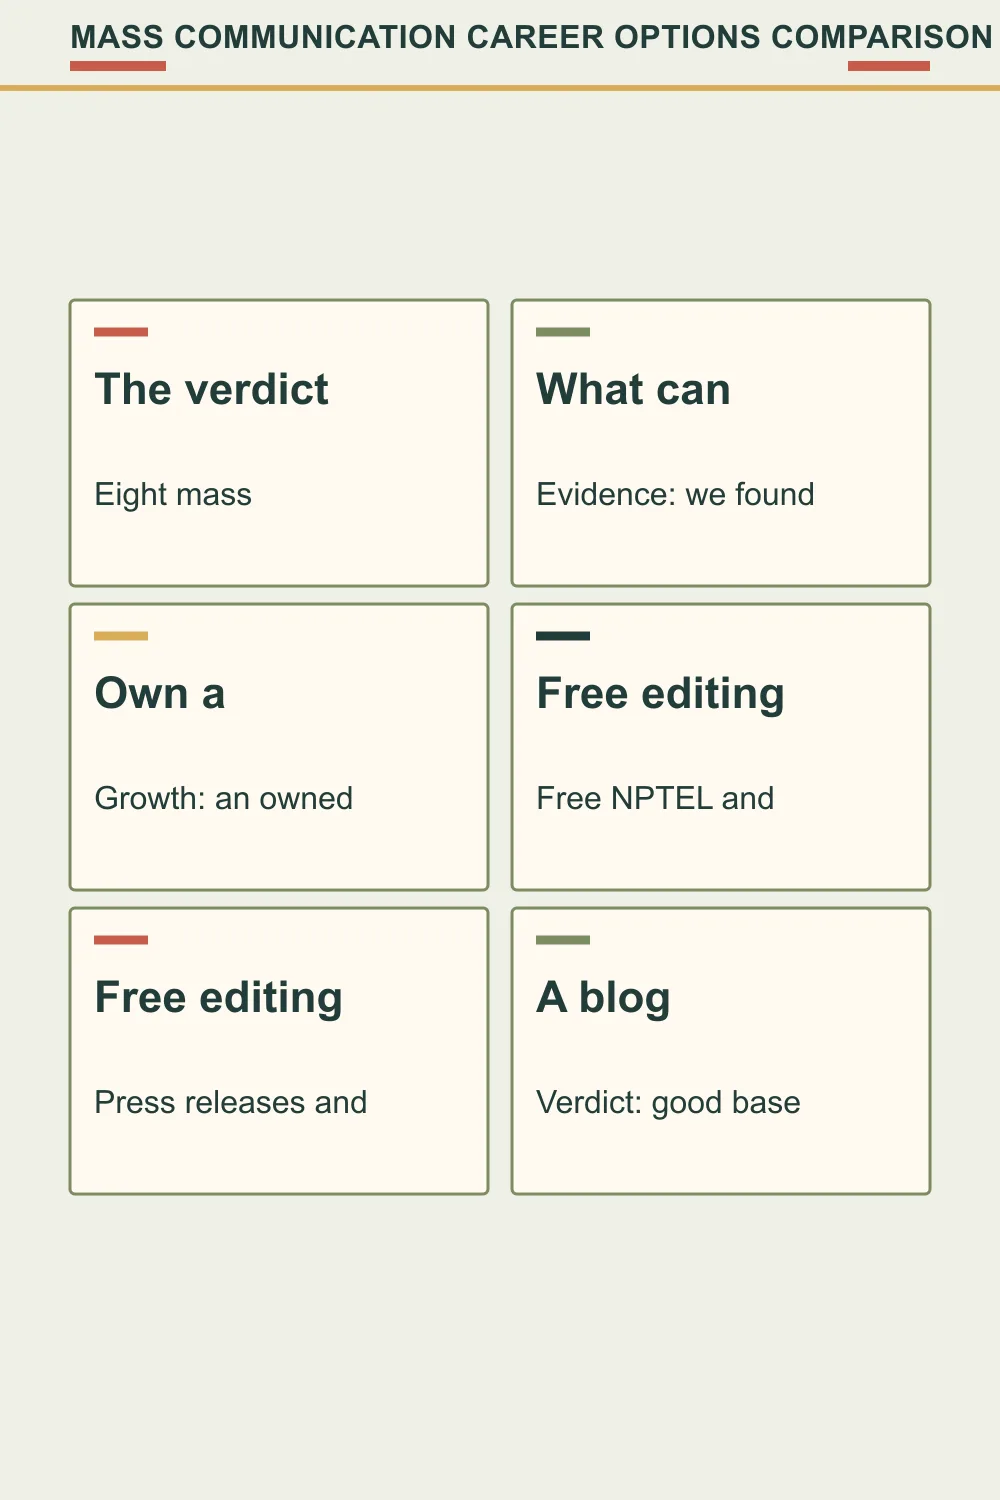 MASS COMMUNICATION CAREER OPTIONS COMPARISON
The verdict
Eight mass
What can
Evidence: we found
Own a
Growth: an owned
Free editing
Free NPTEL and
Free editing
Press releases and
A blog
Verdict: good base